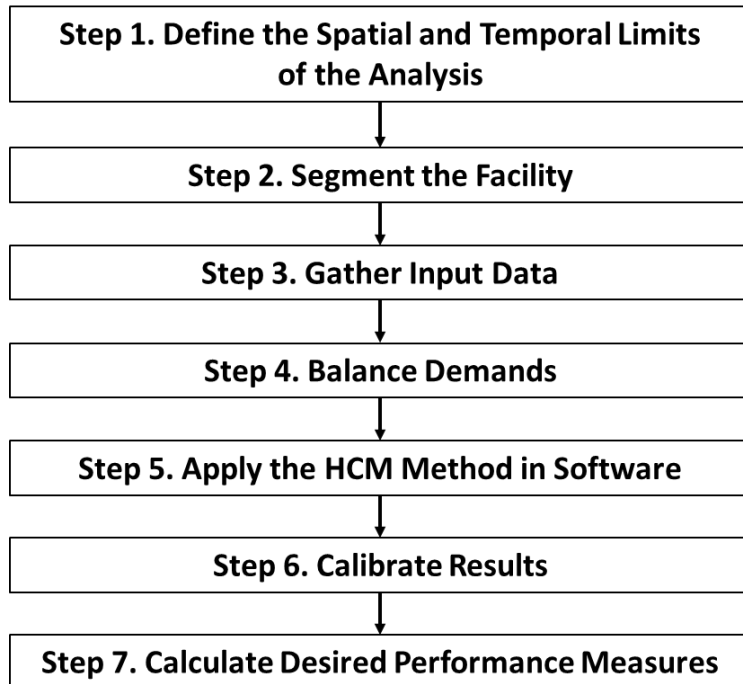 Step 1. Define the Spatial and Temporal Limits
of the Analysis
Step 2. Segment the Facility
Step 3. Gather Input Data
Step 4. Balance Demands
Step 5. Apply the HCM Method in Software
Step 6. Calibrate Results
Step 7. Calculate Desired Performance Measures